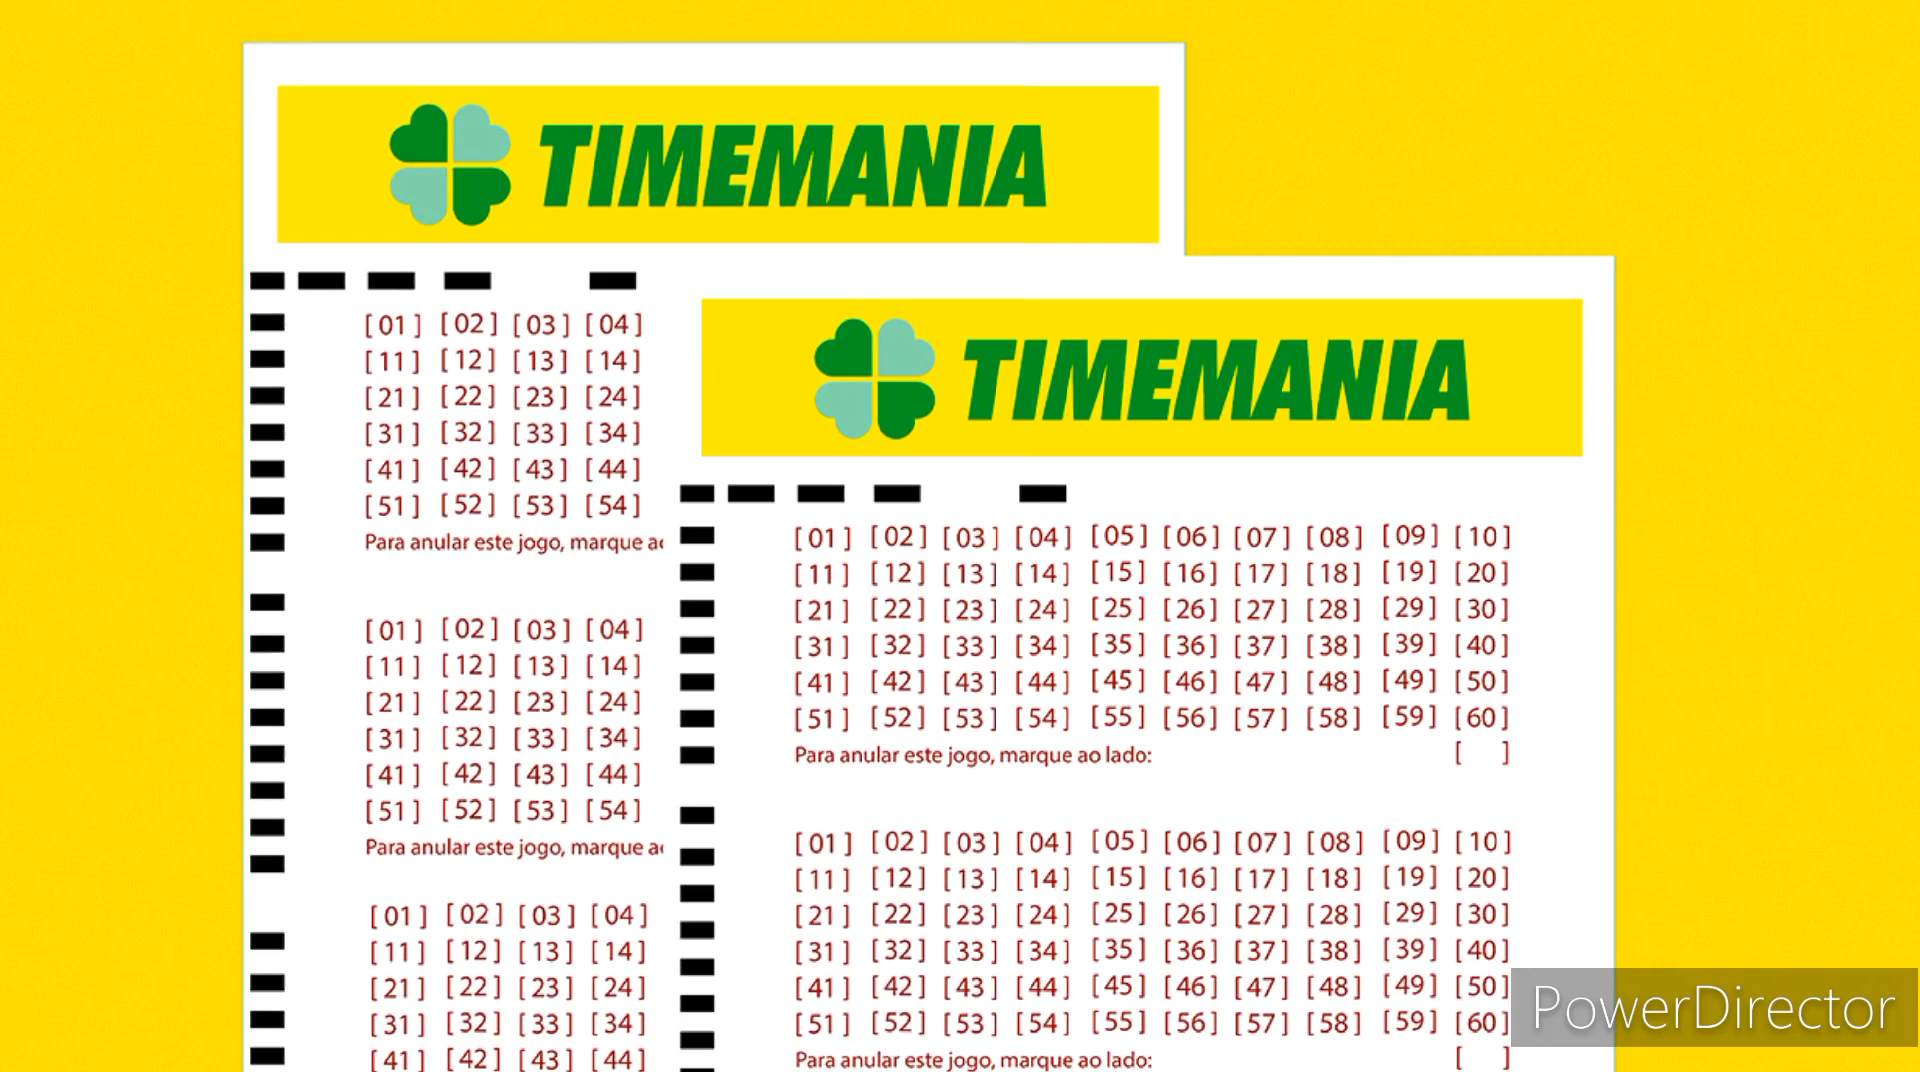 TIMEMANIA
[01] [02] [03] [04]
[11] [12] [13] [14]
[21] [22] [23] [24]
[31] [32] [33] [34]
[41] [42] [43] [44]
[51] [52] [53] [54]
Para anular este jogo, marque
[01] [02] [03] [04]
[11] [12] [13] [14]
[21] [22] [23] [24]
[31] [32] [33] [34]
[41] [42] [43] [44]
[51] [52] [53] [54]
Para anular este jogo, marque
[01] [02] [03] [04]
[11] [12] [13] [14]
[21] [22] [23] [24]
[31] [32] [33] [34]
[41] [42] [43] [44]
TIMEMANIA
[01] [02] [03] [04] [05] [06] [07] [08] [09] [10]
[11] [12] [13] [14] [15] [16] [17] [18] [19] [20]
[21] [22] [23] [24] [25] [26] [27] [28] [29] [30]
[31] [32] [33] [34] [35] [36] [37] [38] [39] [40]
[41] [42] [43] [44] [45] [46] [47] [48] [49] [50]
[51] [52] [53] [54] [55] [56] [57] [58] [59] [60]
Para anular este jogo, marque ao lado: [ ]
[01] [02] [03] [04] [05] [06] [07] [08] [09] [10]
[11] [12] [13] [14] [15] [16] [17] [18] [19] [20]
[21] [22] [23] [24] [25] [26] [27] [28] [29] [30]
[31] [32] [33] [34] [35] [36] [37] [38] [39] [40]
[41] [42] [43] [44] [45] [46] [47] [48] [49] [50]
[51] [52] [53] [54] [55] [56] [57] [58] [59] [60]
Para anular este jogo, marque ao lado: [ ]
PowerDirector